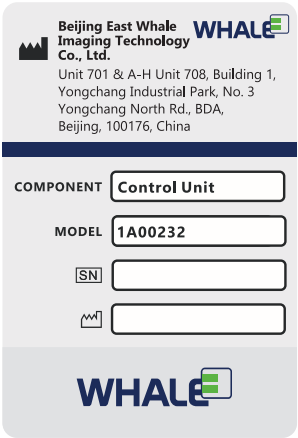 Beijing East Whale
Imaging Technology
Co., Ltd.
WHALE
Unit 701 & A-H Unit 708, Building 1,
Yongchang Industrial Park, No. 3
Yongchang North Rd., BDA,
Beijing, 100176, China
COMPONENT Control Unit
MODEL 1A00232
SN
WHALE